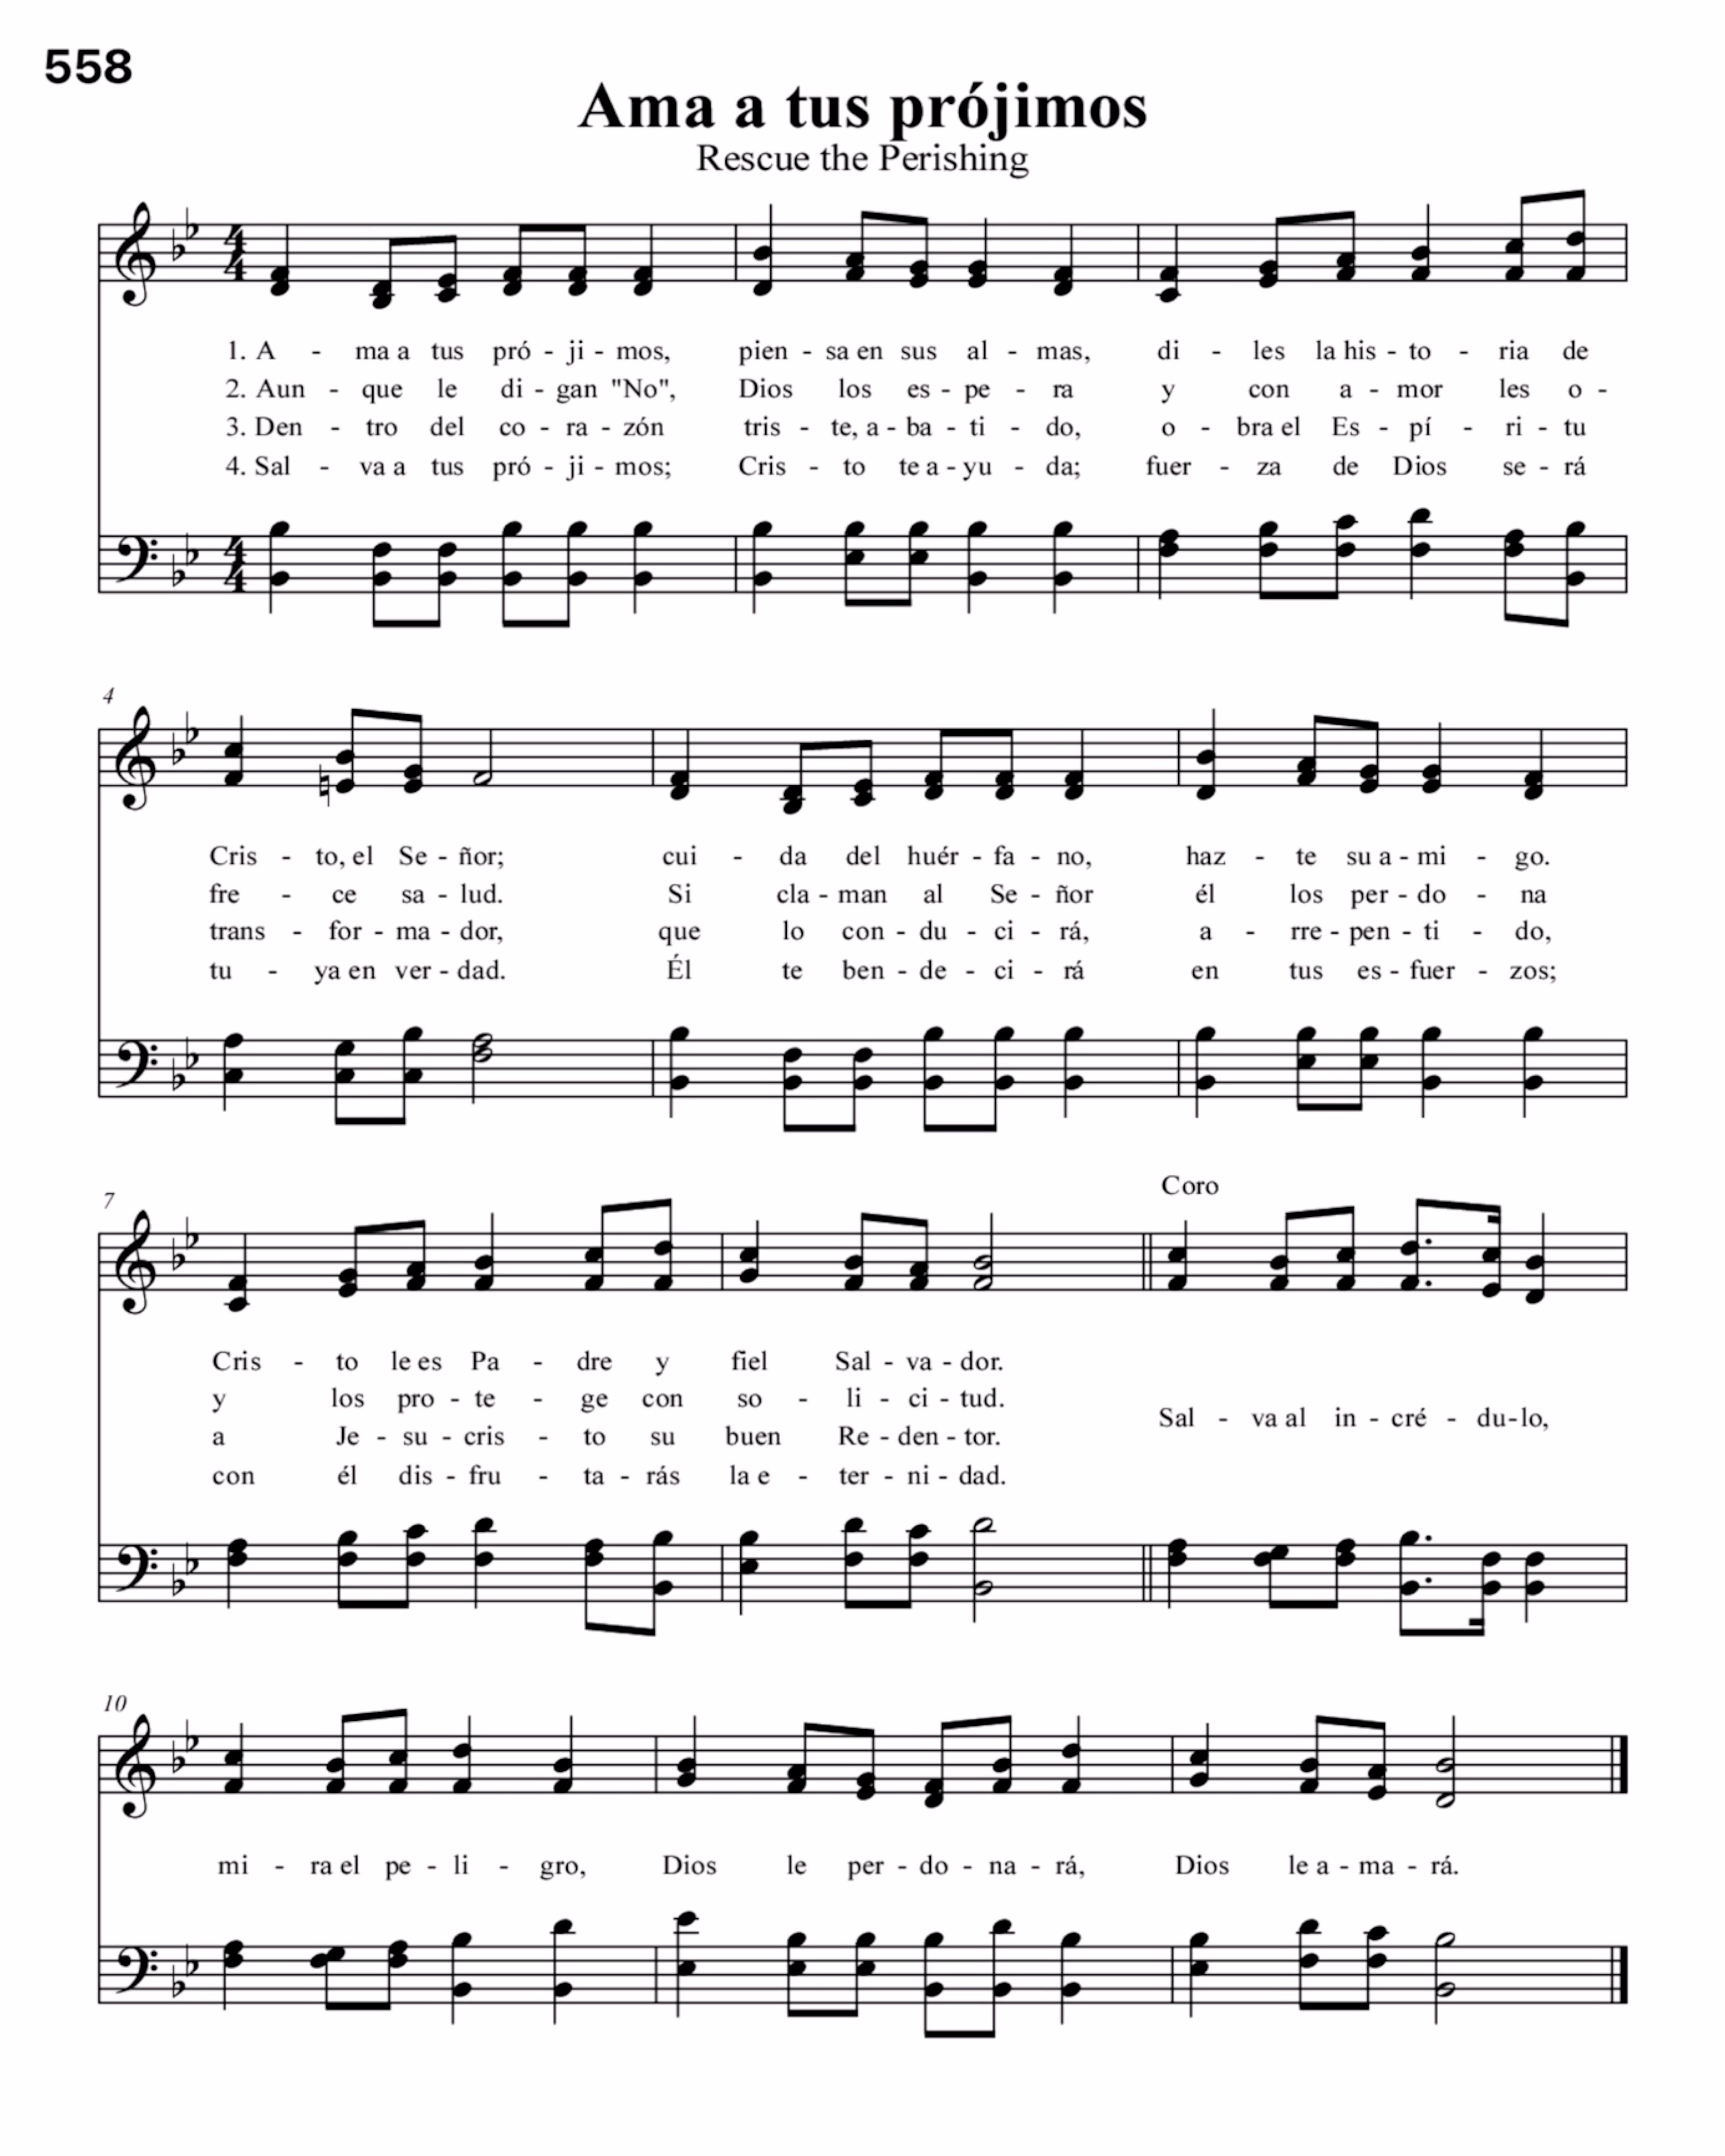 558
Ama a tus prójimos
Rescue the Perishing
1. A - ma a tus pró - ji - mos, pien - sa en sus al - mas, di - les la his - to - ria de
2. Aun - que le di - gan "No", Dios los es - pe - ra y con a - mor les o -
3. Den - tro del co - ra - zón tris - te, a - ba - ti - do, o - bra el Es - pí - ri - tu
4. Sal - va a tus pró - ji - mos; Cris - to te a - yu - da; fuer - za de Dios se - rá
4
Cris - to, el Se - ñor; cui - da del huér - fa - no, haz - te su a - mi - go.
fre - ce sa - lud. Si cla - man al Se - ñor él los per - do - na
trans - for - ma - dor, que lo con - du - ci - rá, a - rre - pen - ti - do,
tu - ya en ver - dad. Él te ben - de - ci - rá en tus es - fuer - zos;
7
Coro
Cris - to le es Pa - dre y fiel Sal - va - dor.
y los pro - te - ge con so - li - ci - tud.
a Je - su - cris - to su buen Re - den - tor.
con él dis - fru - ta - rás la e - ter - ni - dad.
Sal - va al in - cré - du - lo,
10
mi - ra el pe - li - gro, Dios le per - do - na - rá, Dios le a - ma - rá.